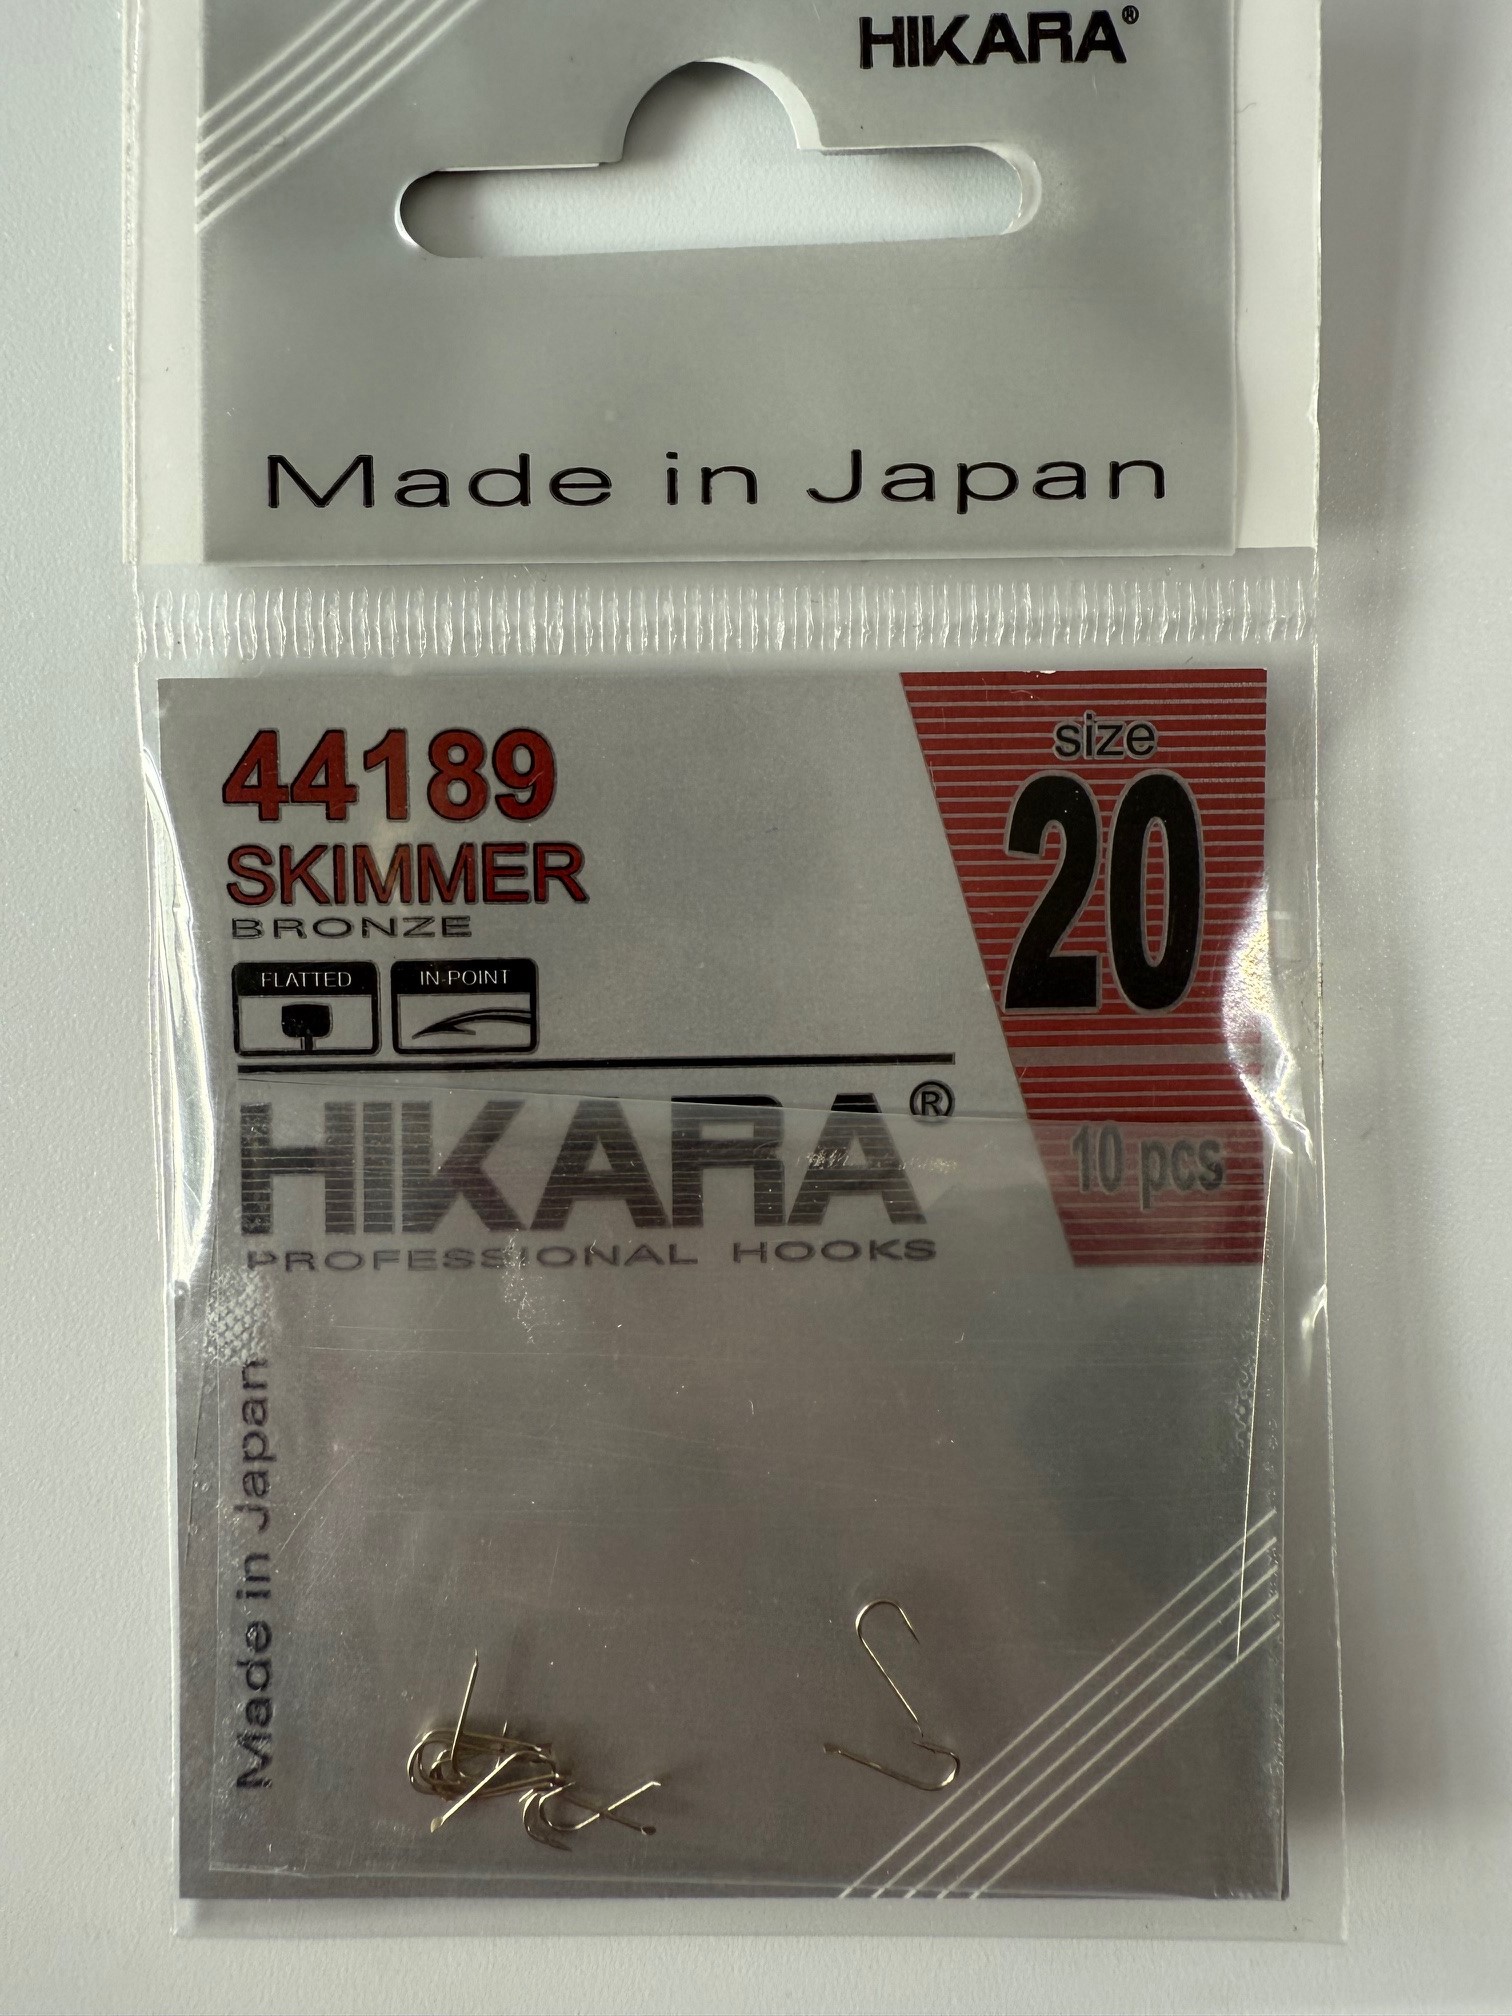 HIKARA®
Made in Japan
44189
SKIMMER
BRONZE
FLATTED
IN-POINT
size
20
10 pcs
HIKARA®
PROFESSIONAL HOOKS
Made in Japan